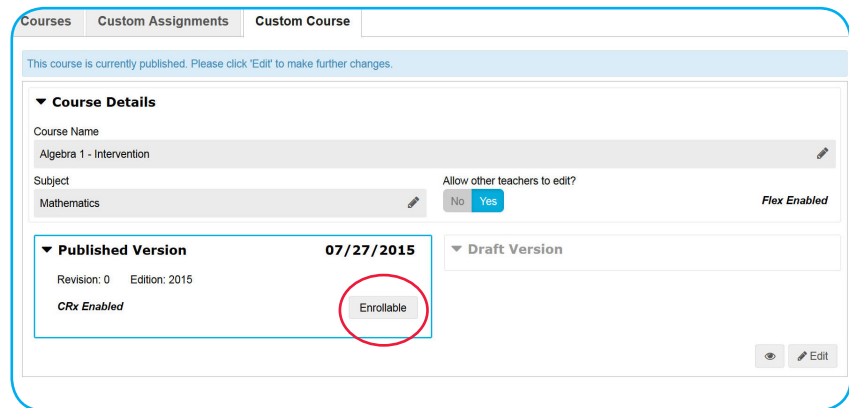 Courses Custom Assignments Custom Course
This course is currently published. Please click 'Edit' to make further changes.
Course Details
Course Name
Algebra 1 - Intervention
Subject Allow other teachers to edit?
Mathematics No Yes Flex Enabled
Published Version 07/27/2015 Draft Version
Revision: 0 Edition: 2015
CRx Enabled Enrollable
Edit